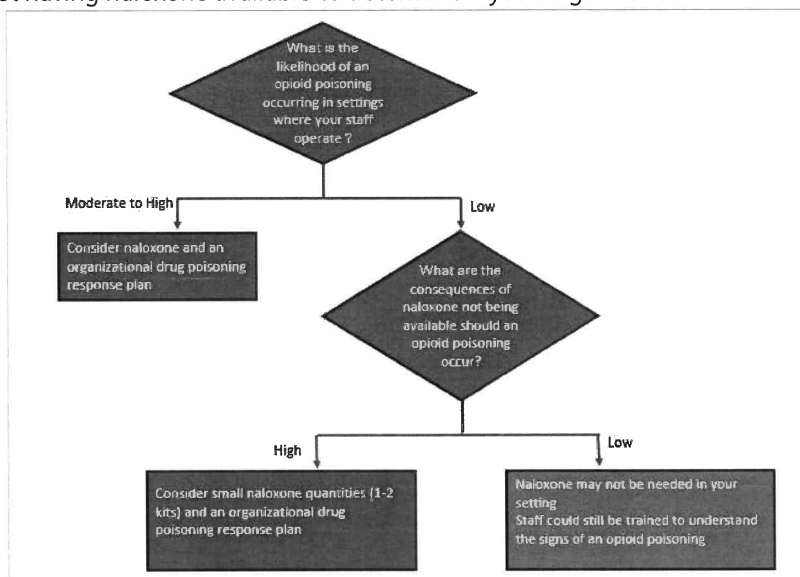 What is the
likelihood of an
opioid poisoning
occurring in settings
where your staff
operate ?
Moderate to High
Low
Consider naloxone and an
organizational drug poisoning
response plan
What are the
consequences of
naloxone not being
available should an
opioid poisoning
occur?
High
Low
Consider small naloxone quantities (1-2
kits) and an organizational drug
poisoning response plan
Naloxone may not be needed in your
setting
Staff could still be trained to understand
the signs of an opioid poisoning